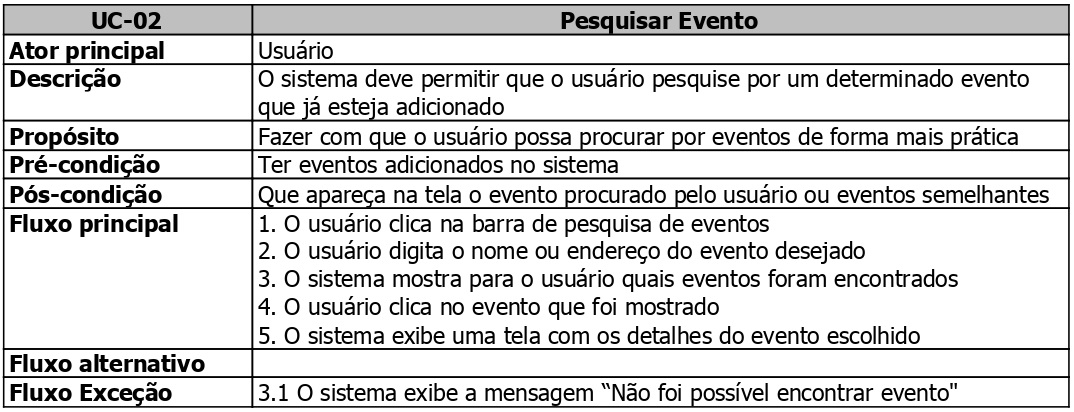 UC-02 Pesquisar Evento
Ator principal Usuário
Descrição O sistema deve permitir que o usuário pesquise por um determinado evento
que já esteja adicionado
Propósito Fazer com que o usuário possa procurar por eventos de forma mais prática
Pré-condição Ter eventos adicionados no sistema
Pós-condição Que apareça na tela o evento procurado pelo usuário ou eventos semelhantes
Fluxo principal 1. O usuário clica na barra de pesquisa de eventos
2. O usuário digita o nome ou endereço do evento desejado
3. O sistema mostra para o usuário quais eventos foram encontrados
4. O usuário clica no evento que foi mostrado
5. O sistema exibe uma tela com os detalhes do evento escolhido
Fluxo alternativo
Fluxo Exceção 3.1 O sistema exibe a mensagem “Não foi possível encontrar evento"